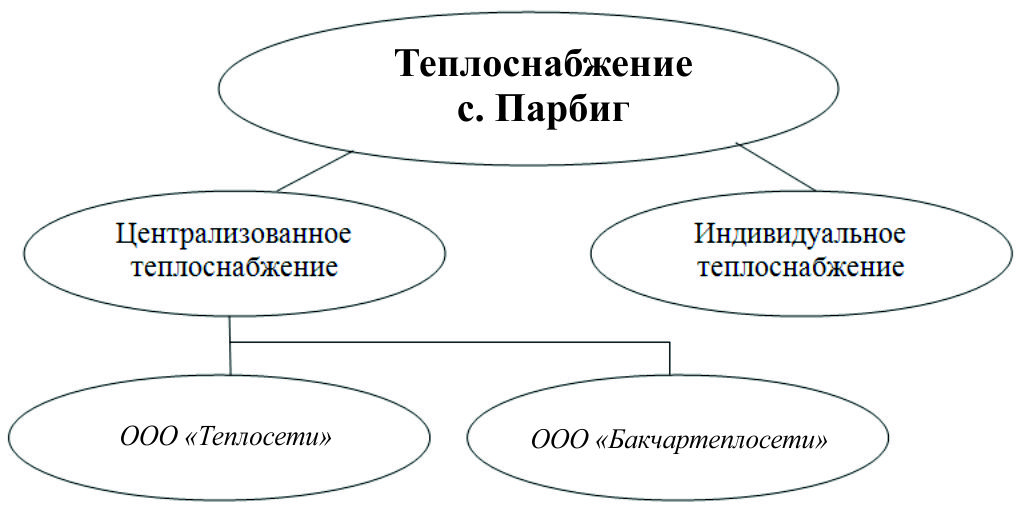 Теплоснабжение
с. Парбиг
Централизованное
теплоснабжение
Индивидуальное
теплоснабжение
ООО «Теплосети»
ООО «Бакчартеплосети»